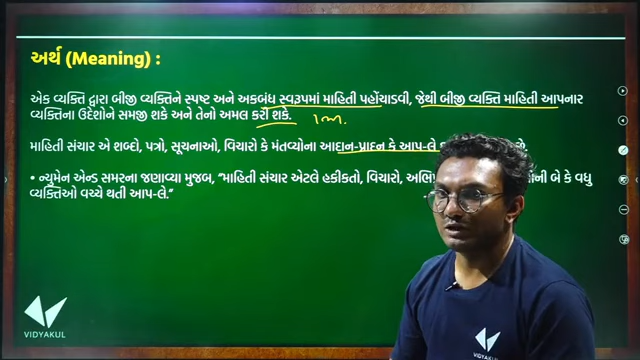 અર્થ (Meaning) :
એક વ્યક્તિ દ્વારા બીજી વ્યક્તિને સ્પષ્ટ અને અકબંધ સ્વરૂપમાં માહિતી પહોંચાડવી, જેથી બીજી વ્યક્તિ માહિતી આપનાર
વ્યક્તિના ઉદેશોને સમજી શકે અને તેનો અમલ કરી શકે.
માહિતી સંચાર એ શબ્દો, પત્રો, સૂચનાઓ, વિચારો કે મંતવ્યોના આદાન-પ્રદાન કે આપ-લે છે.
• ન્યુમેન એન્ડ સમરના જણાવ્યા મુજબ, “માહિતી સંચાર એટલે હકીકતો, વિચારો, બે કે વધુ
વ્યક્તિઓ વચ્ચે થતી આપ-લે.”
VIDYAKUL
VIDYAKUL